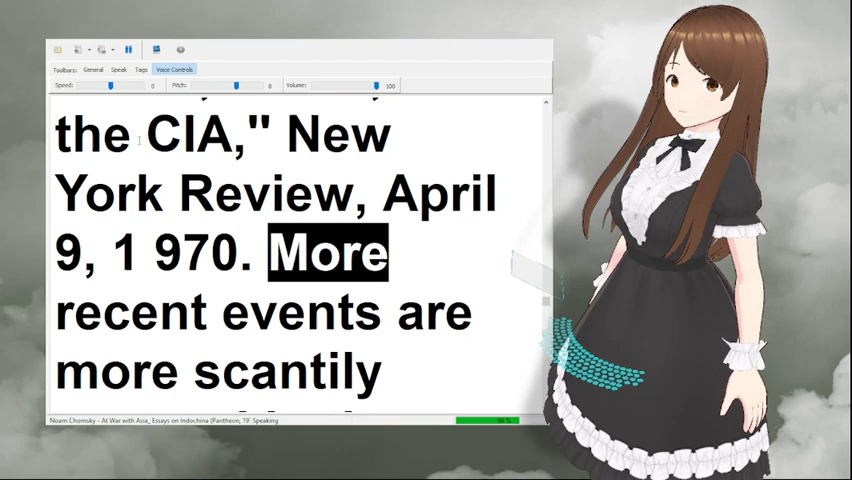 Toolbars: General Speak Tags Voice Controls
Speed: 0 Pitch: 8 Volume: 100
the CIA," New
York Review, April
9, 1 970. More
recent events are
more scantily
Noam Chomsky - At War with Asia_ Essays on Indochina (Pantheon, 19` Speaking 66 %